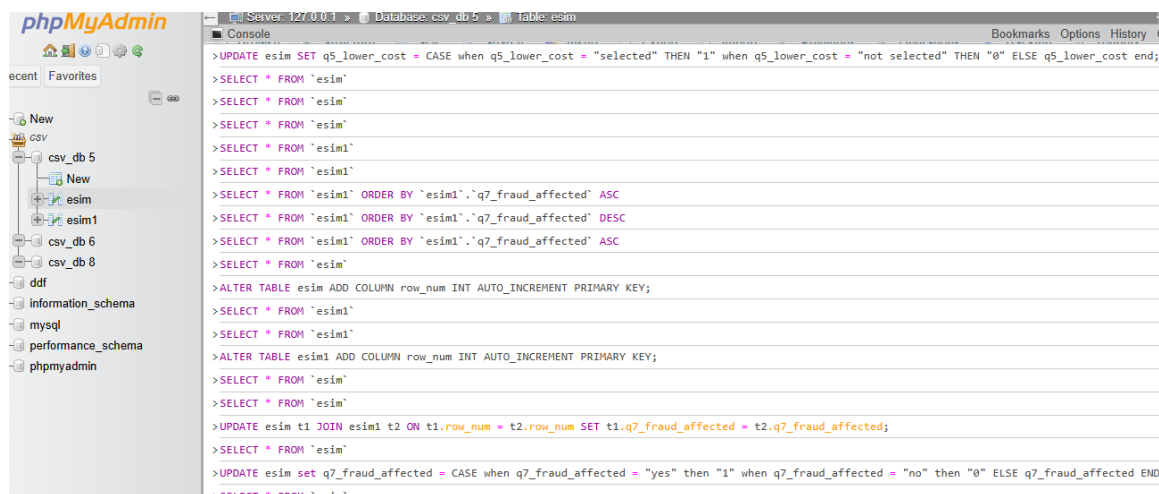 phpMyAdmin
ecent Favorites
New
csv
csv_db 5
New
esim
esim1
csv_db 6
csv_db 8
ddf
information_schema
mysql
performance_schema
phpmyadmin
← Server: 127.0.0.1 » Database: csv_db 5 » Table: esim
Console Bookmarks Options History
>UPDATE esim SET q5_lower_cost = CASE when q5_lower_cost = "selected" THEN "1" when q5_lower_cost = "not selected" THEN "0" ELSE q5_lower_cost end;
>SELECT * FROM `esim`
>SELECT * FROM `esim`
>SELECT * FROM `esim`
>SELECT * FROM `esim1`
>SELECT * FROM `esim1`
>SELECT * FROM `esim1` ORDER BY `esim1`.`q7_fraud_affected` ASC
>SELECT * FROM `esim1` ORDER BY `esim1`.`q7_fraud_affected` DESC
>SELECT * FROM `esim1` ORDER BY `esim1`.`q7_fraud_affected` ASC
>SELECT * FROM `esim`
>ALTER TABLE esim ADD COLUMN row_num INT AUTO_INCREMENT PRIMARY KEY;
>SELECT * FROM `esim1`
>SELECT * FROM `esim1`
>ALTER TABLE esim1 ADD COLUMN row_num INT AUTO_INCREMENT PRIMARY KEY;
>SELECT * FROM `esim`
>SELECT * FROM `esim`
>UPDATE esim t1 JOIN esim1 t2 ON t1.row_num = t2.row_num SET t1.q7_fraud_affected = t2.q7_fraud_affected;
>SELECT * FROM `esim`
>UPDATE esim set q7_fraud_affected = CASE when q7_fraud_affected = "yes" then "1" when q7_fraud_affected = "no" then "0" ELSE q7_fraud_affected END